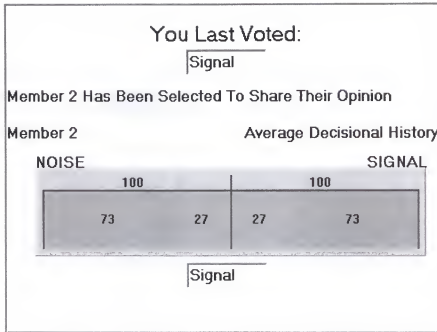 You Last Voted:
Signal
Member 2 Has Been Selected To Share Their Opinion
Member 2 Average Decisional History
NOISE SIGNAL
100 100
73 27 27 73
Signal